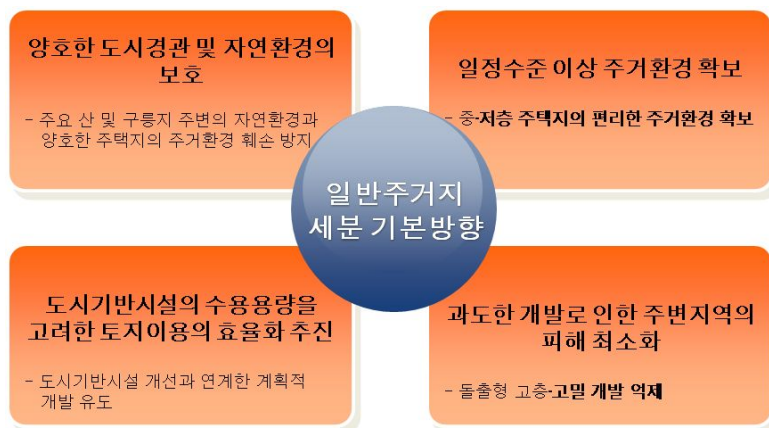 양호한 도시경관 및 자연환경의
보호
- 주요 산 및 구릉지 주변의 자연환경과
양호한 주택지의 주거환경 훼손 방지
일정수준 이상 주거환경 확보
- 중·저층 주택지의 편리한 주거환경 확보
일반주거지
세분 기본방향
도시기반시설의 수용용량을
고려한 토지이용의 효율화 추진
- 도시기반시설 개선과 연계한 계획적
개발 유도
과도한 개발로 인한 주변지역의
피해 최소화
- 돌출형 고층·고밀 개발 억제